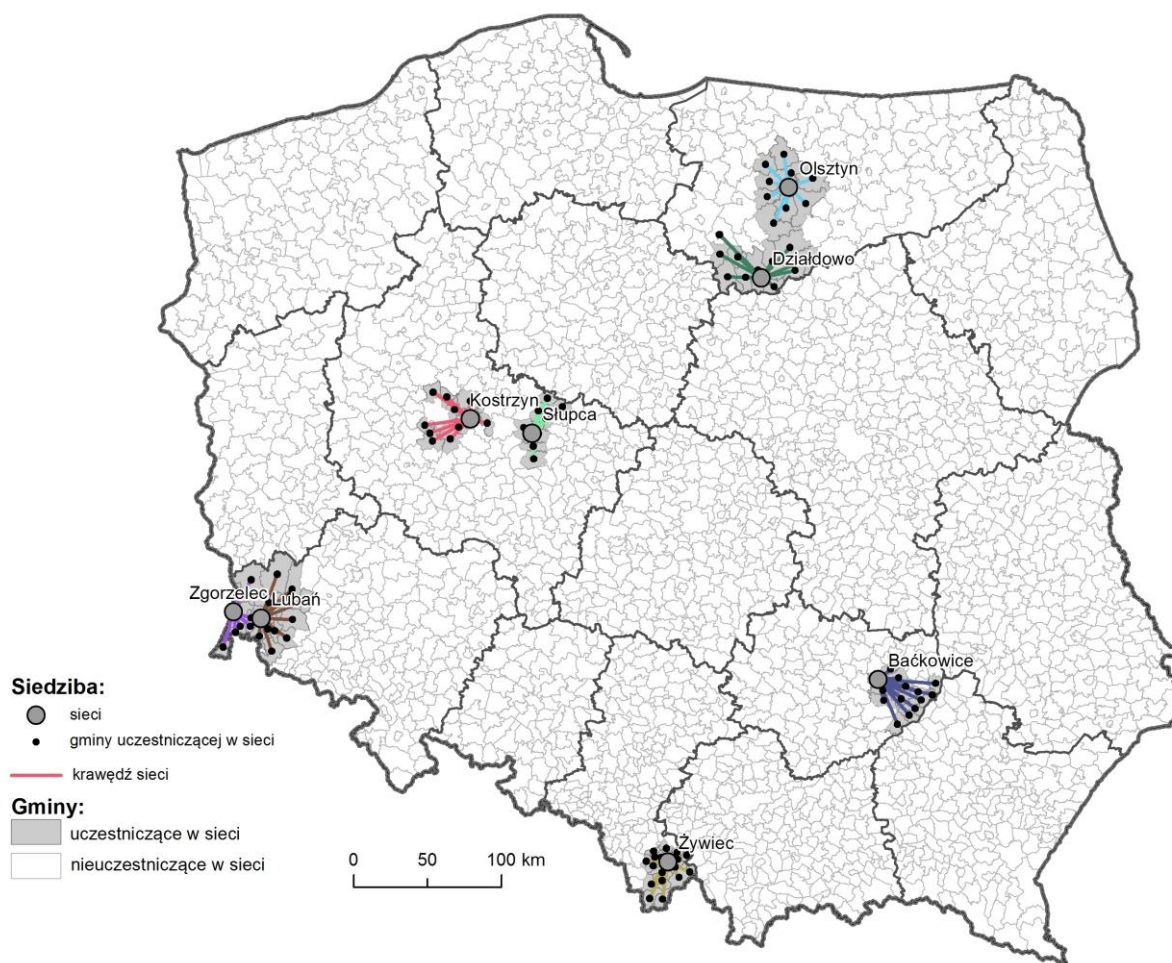 Olsztyn
Działdowo
Kostrzyn
Słupca
Zgorzelec
Lubań
Baćkowice
Żywiec
Siedziba:
sieci
gminy uczestniczącej w sieci
krawędź sieci
Gminy:
uczestniczące w sieci
nieuczestniczące w sieci
0 50 100 km